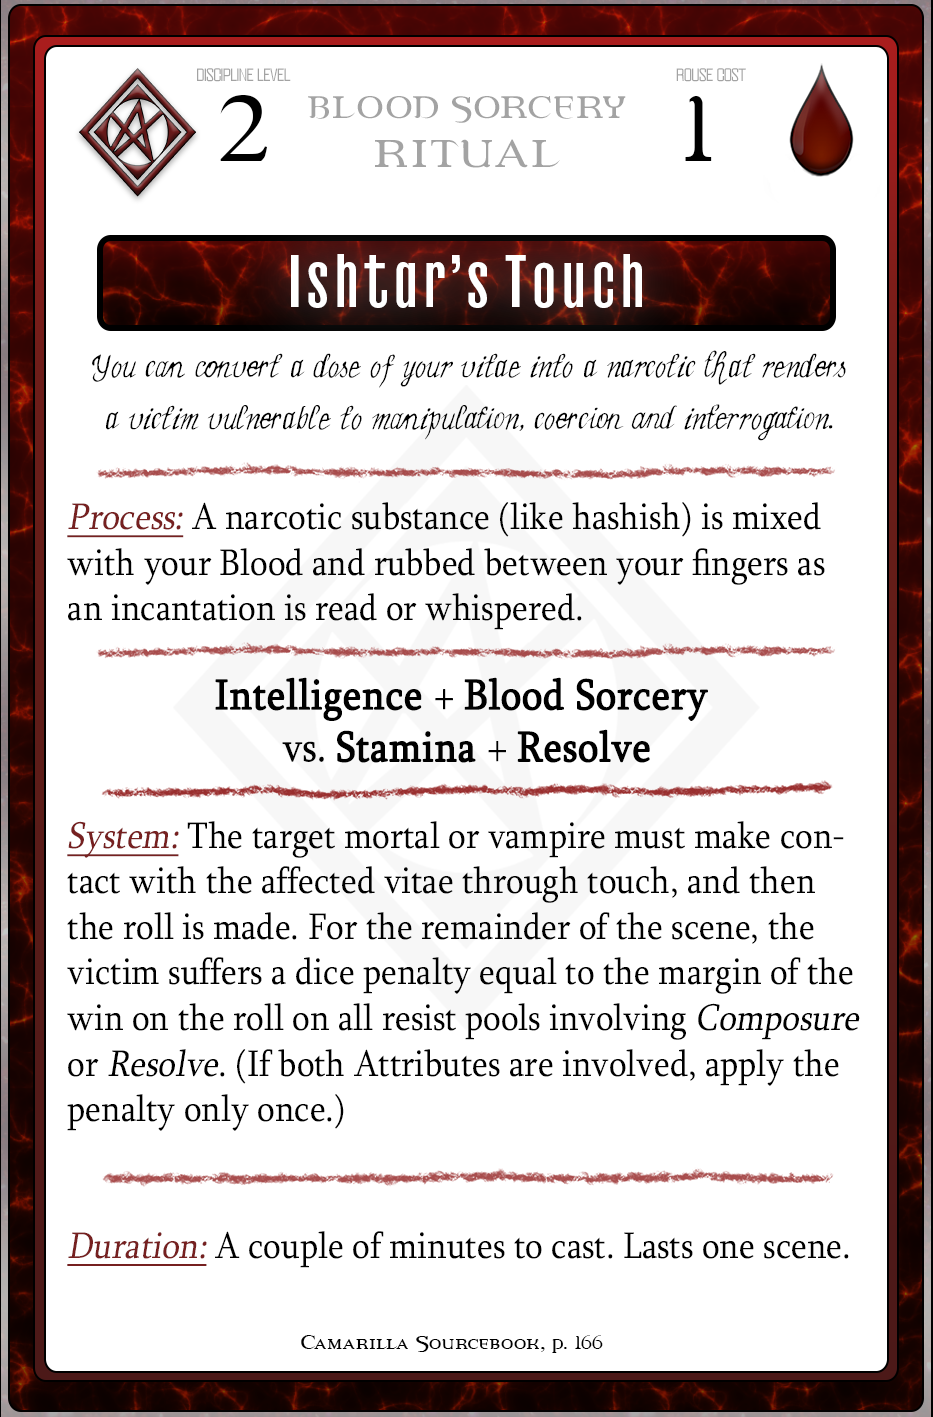 DISCIPLINE LEVEL
2
BLOOD SORCERY
RITUAL
ROUSE COST
1
Ishtar's Touch
You can convert a dose of your vitae into a narcotic that renders
a victim vulnerable to manipulation, coercion and interrogation.
Process: A narcotic substance (like hashish) is mixed
with your Blood and rubbed between your fingers as
an incantation is read or whispered.
Intelligence + Blood Sorcery
vs. Stamina + Resolve
System: The target mortal or vampire must make con-
tact with the affected vitae through touch, and then
the roll is made. For the remainder of the scene, the
victim suffers a dice penalty equal to the margin of the
win on the roll on all resist pools involving Composure
or Resolve. (If both Attributes are involved, apply the
penalty only once.)
Duration: A couple of minutes to cast. Lasts one scene.
Camarilla Sourcebook, p. 166